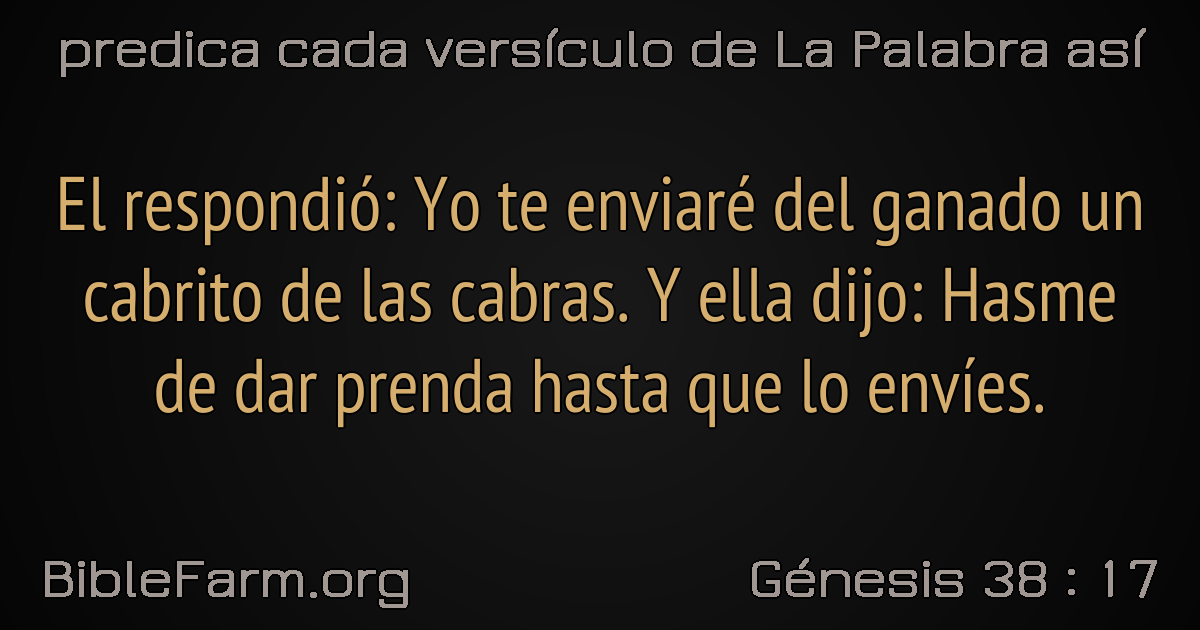 predica cada versículo de La Palabra así
El respondió: Yo te enviaré del ganado un
cabrito de las cabras. Y ella dijo: Hasme
de dar prenda hasta que lo envíes.
BibleFarm.org
Génesis 38 : 17